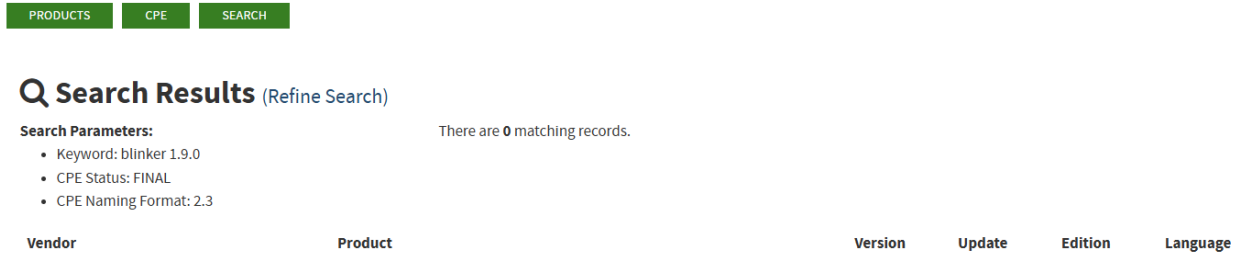 PRODUCTS CPE SEARCH
Search Results (Refine Search)
Search Parameters: There are 0 matching records.
• Keyword: blinker 1.9.0
• CPE Status: FINAL
• CPE Naming Format: 2.3
Vendor Product Version Update Edition Language